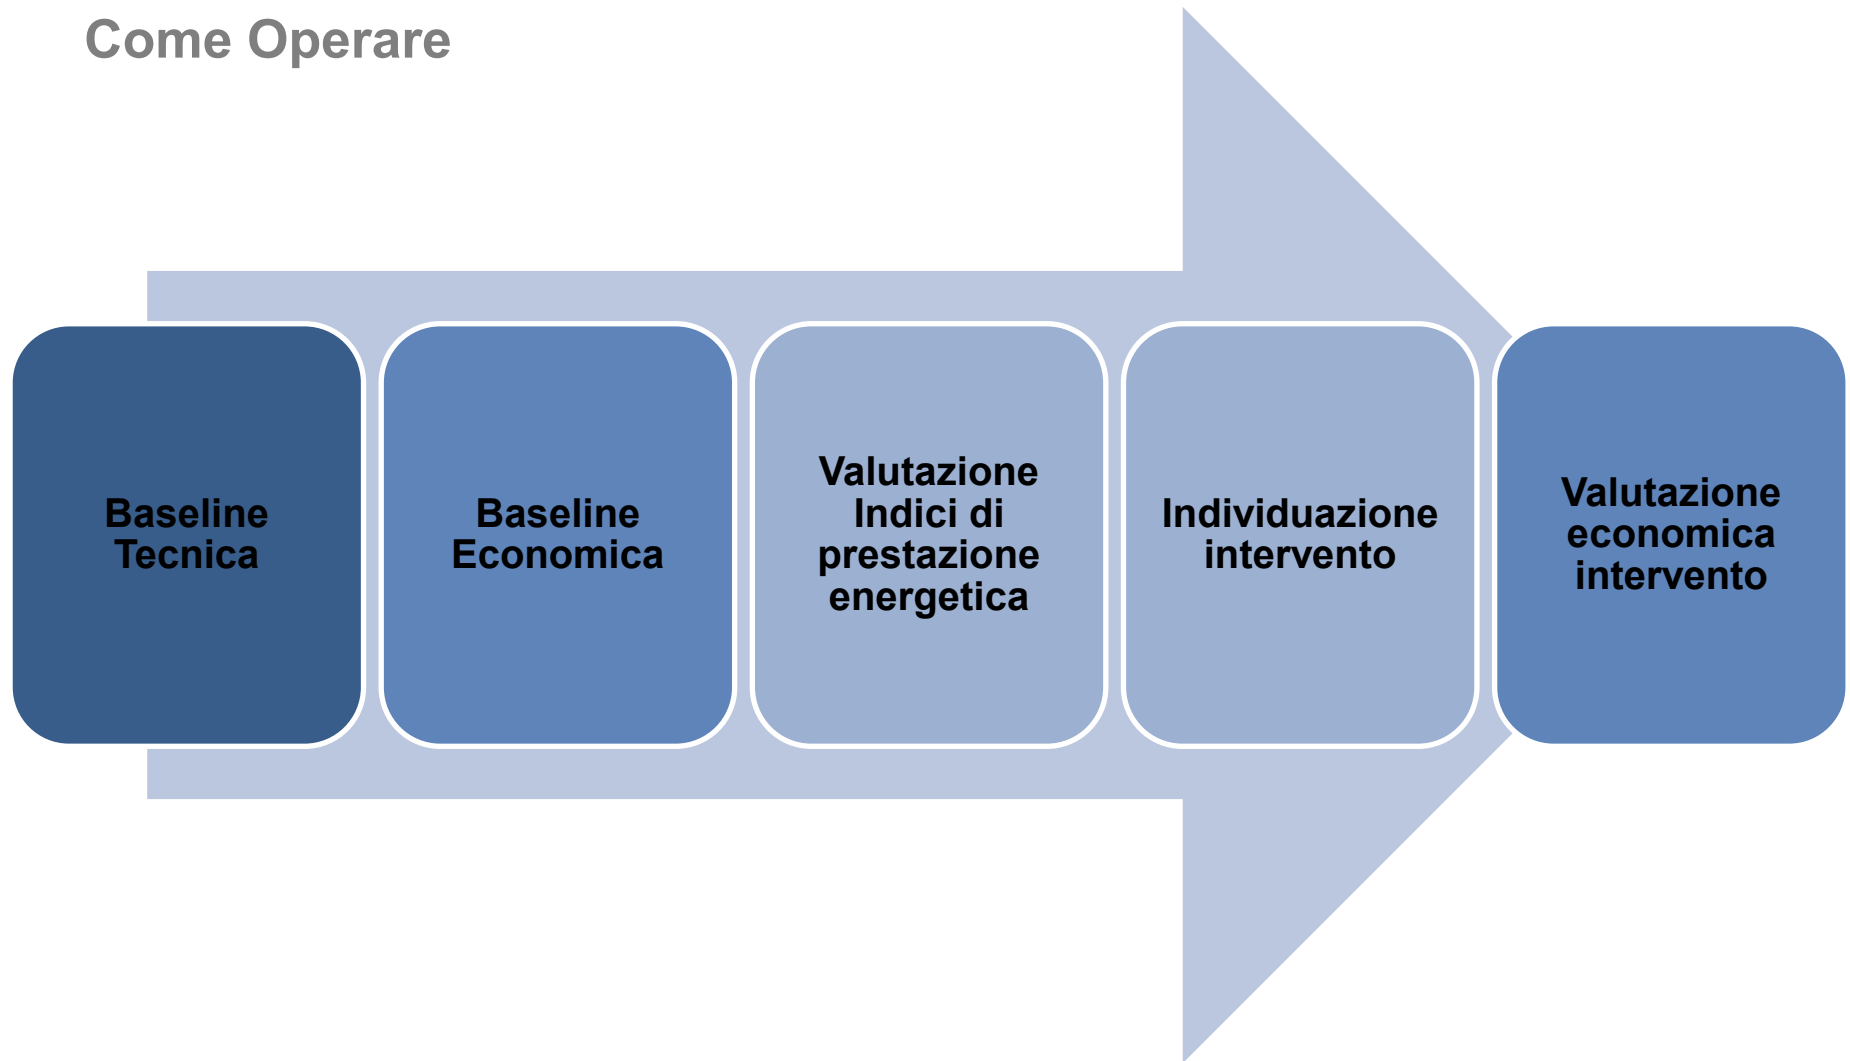 Come Operare
Baseline
Tecnica
Baseline
Economica
Valutazione
Indici di
prestazione
energetica
Individuazione
intervento
Valutazione
economica
intervento